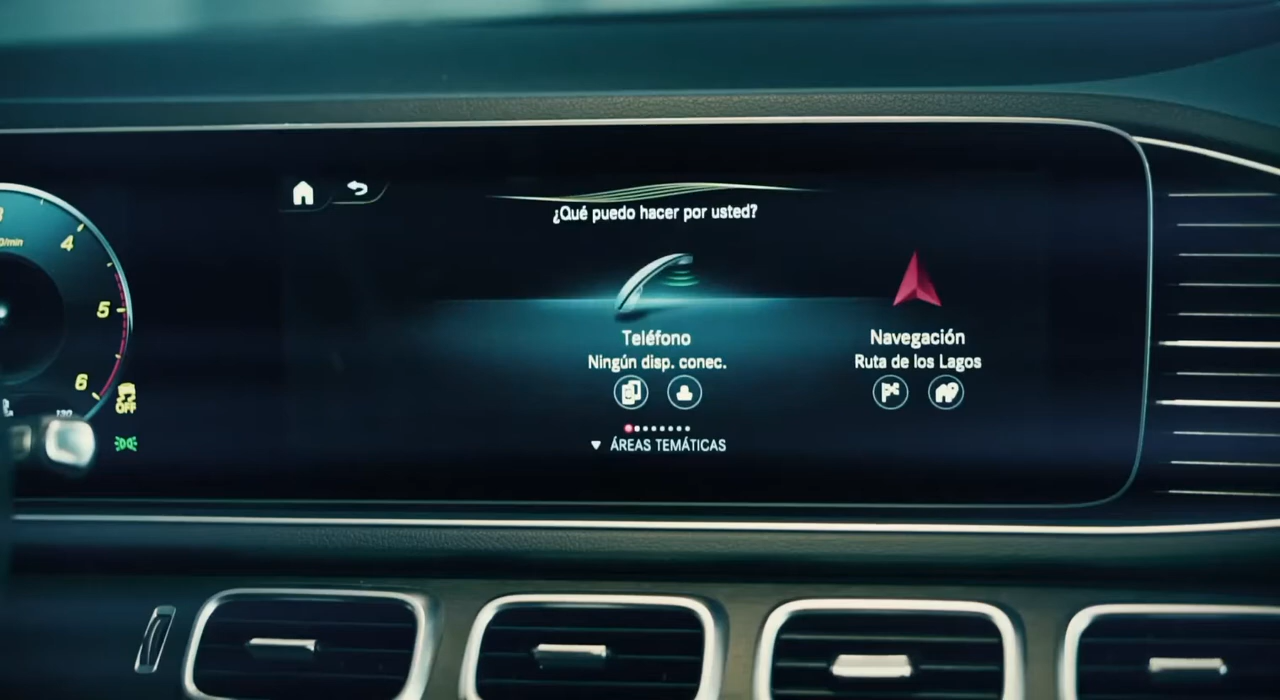 ¿Qué puedo hacer por usted?
4
5
6
OFF
Teléfono
Ningún disp. conec.
Navegación
Ruta de los Lagos
ÁREAS TEMÁTICAS